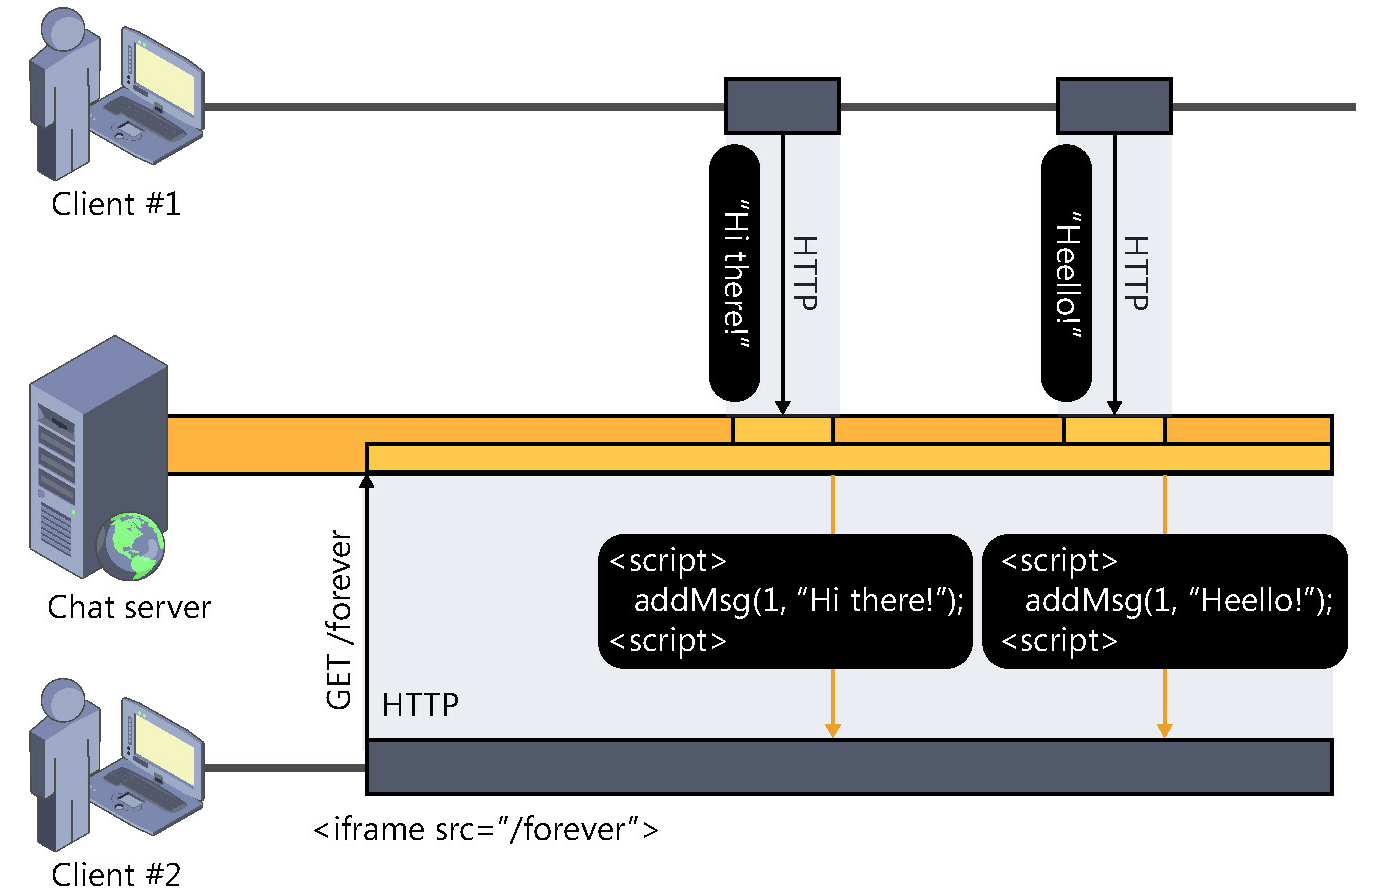 Client #1
“Hi there!”
HTTP
“Heello!”
HTTP
Chat server
GET /forever
HTTP
<script>
addMsg(1, “Hi there!”);
<script>
<script>
addMsg(1, “Heello!”);
<script>
Client #2
<iframe src=“/forever”>